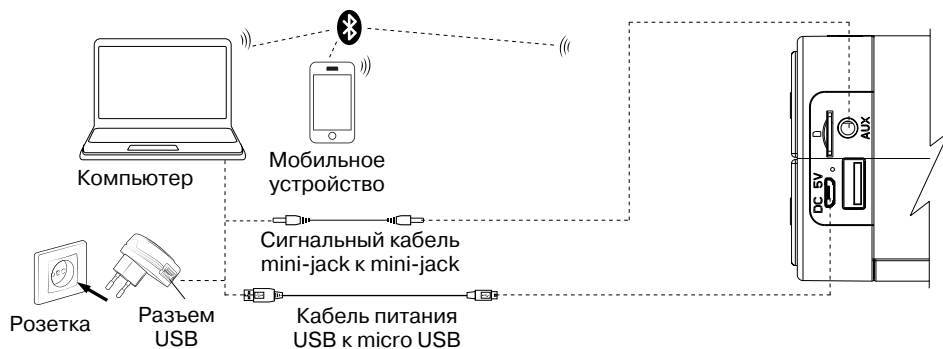 Компьютер
Мобильное
устройство
AUX
DC 5V
Сигнальный кабель
mini-jack к mini-jack
Розетка
Разъем
USB
Кабель питания
USB к micro USB